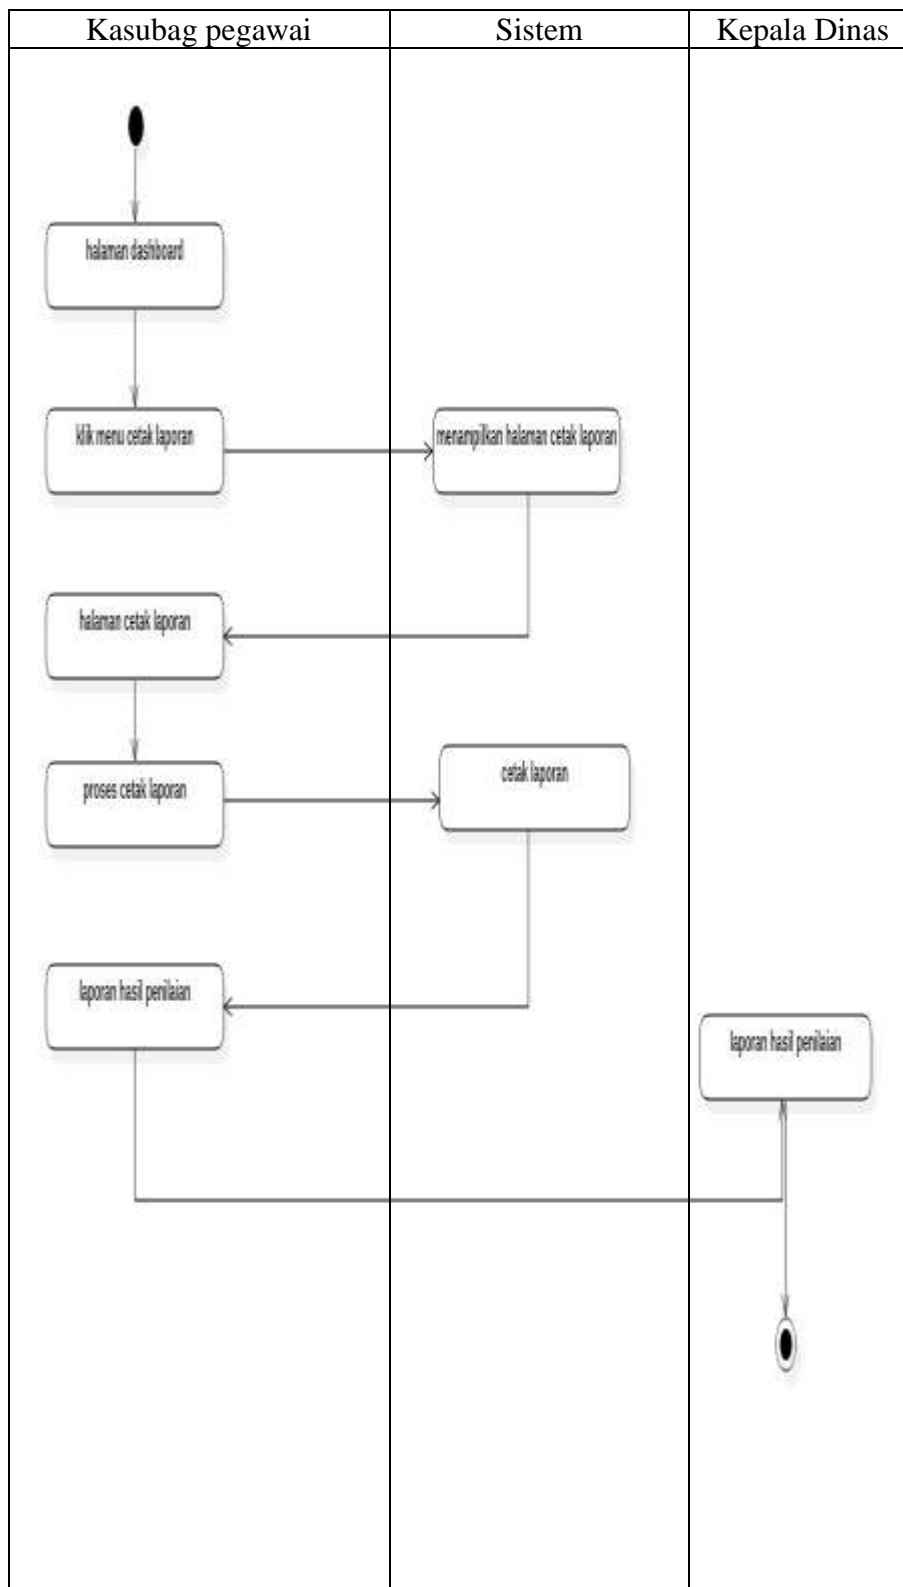 Kasubag pegawai
Sistem
Kepala Dinas
halaman dashboard
klik menu cetak laporan
menampilkan halaman cetak laporan
halaman cetak laporan
proses cetak laporan
cetak laporan
laporan hasil penilaian
laporan hasil penilaian